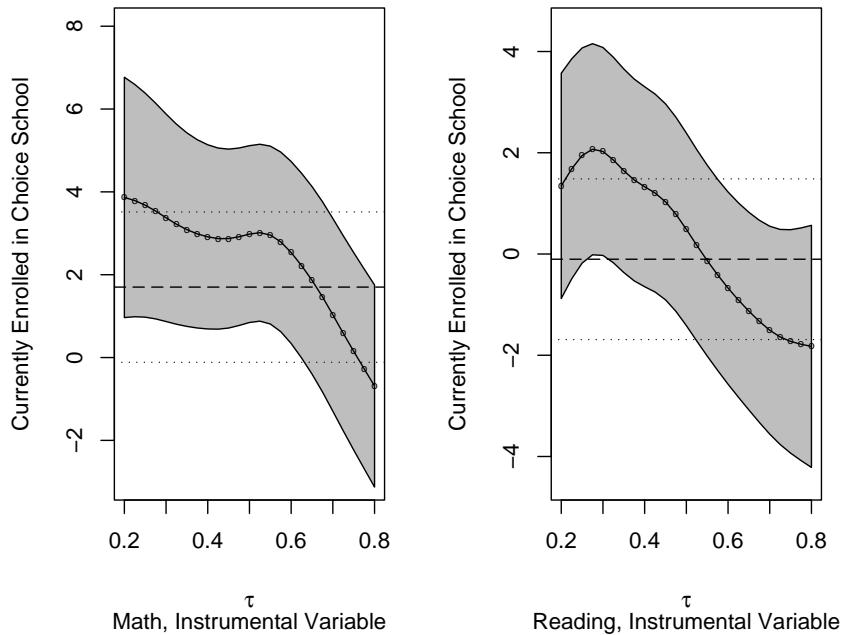 Currently Enrolled in Choice School
8
6
4
2
0
−2
0.2 0.4 0.6 0.8
τ
Math, Instrumental Variable
Currently Enrolled in Choice School
4
2
0
−2
−4
0.2 0.4 0.6 0.8
τ
Reading, Instrumental Variable